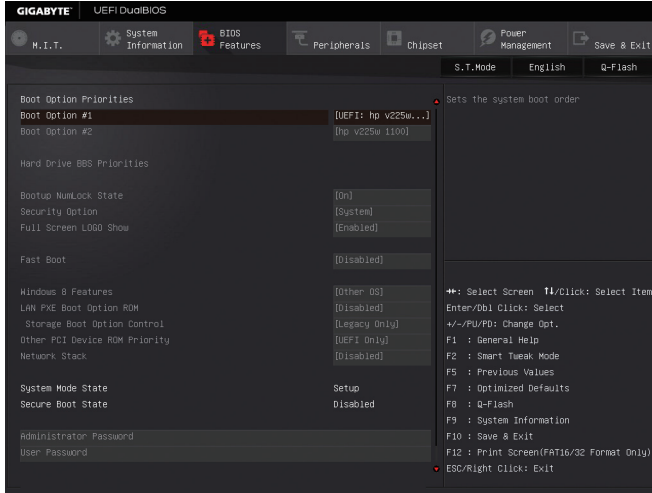 GIGABYTE™ UEFI DualBIOS
M.I.T. System Information BIOS Features Peripherals Chipset Power Management Save & Exit
S.T.Mode English Q-Flash
Boot Option Priorities
Boot Option #1 [UEFI: hp v225w...]
Boot Option #2 [hp v225w 1100]
Hard Drive BBS Priorities
Bootup NumLock State [On]
Security Option [System]
Full Screen LOGO Show [Enabled]
Fast Boot [Disabled]
Windows 8 Features [Other OS]
LAN PXE Boot Option ROM [Disabled]
Storage Boot Option Control [Legacy Only]
Other PCI Device ROM Priority [UEFI Only]
Network Stack [Disabled]
System Mode State Setup
Secure Boot State Disabled
Administrator Password
User Password
Sets the system boot order
→←: Select Screen ↑↓/Click: Select Item
Enter/Dbl Click: Select
+/-/PU/PD: Change Opt.
F1 : General Help
F2 : Smart Tweak Mode
F5 : Previous Values
F7 : Optimized Defaults
F8 : Q-Flash
F9 : System Information
F10 : Save & Exit
F12 : Print Screen(FAT16/32 Format Only)
ESC/Right Click: Exit